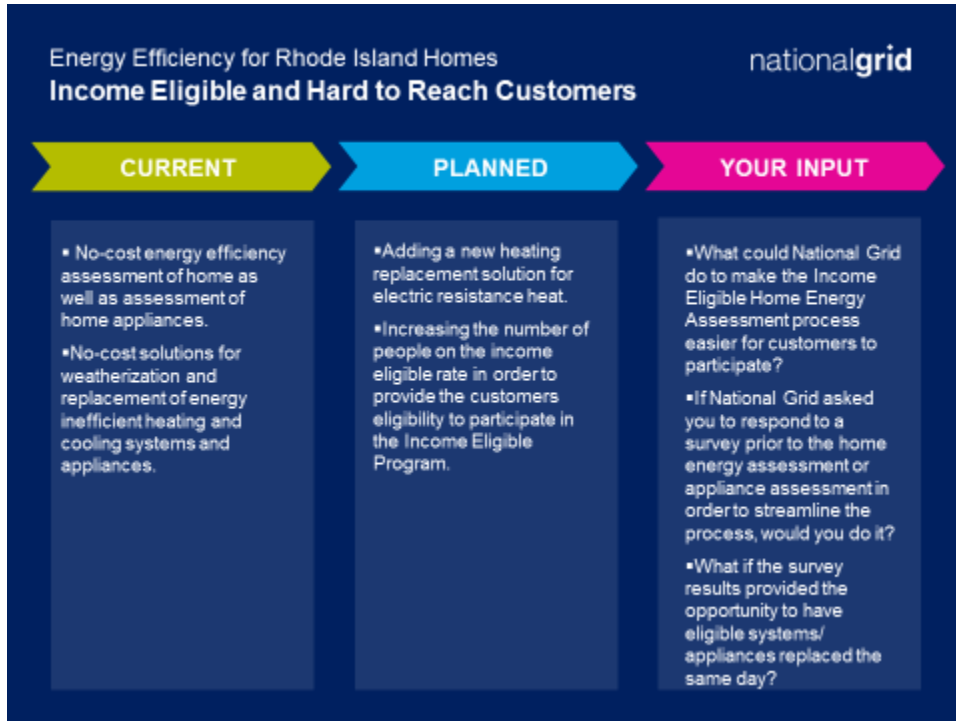 Energy Efficiency for Rhode Island Homes
Income Eligible and Hard to Reach Customers
nationalgrid
CURRENT
▪ No-cost energy efficiency
assessment of home as
well as assessment of
home appliances.
▪No-cost solutions for
weatherization and
replacement of energy
inefficient heating and
cooling systems and
appliances.
PLANNED
▪Adding a new heating
replacement solution for
electric resistance heat.
▪Increasing the number of
people on the income
eligible rate in order to
provide the customers
eligibility to participate in
the Income Eligible
Program.
YOUR INPUT
▪What could National Grid
do to make the Income
Eligible Home Energy
Assessment process
easier for customers to
participate?
▪If National Grid asked
you to respond to a
survey prior to the home
energy assessment or
appliance assessment in
order to streamline the
process, would you do it?
▪What if the survey
results provided the
opportunity to have
eligible systems/
appliances replaced the
same day?